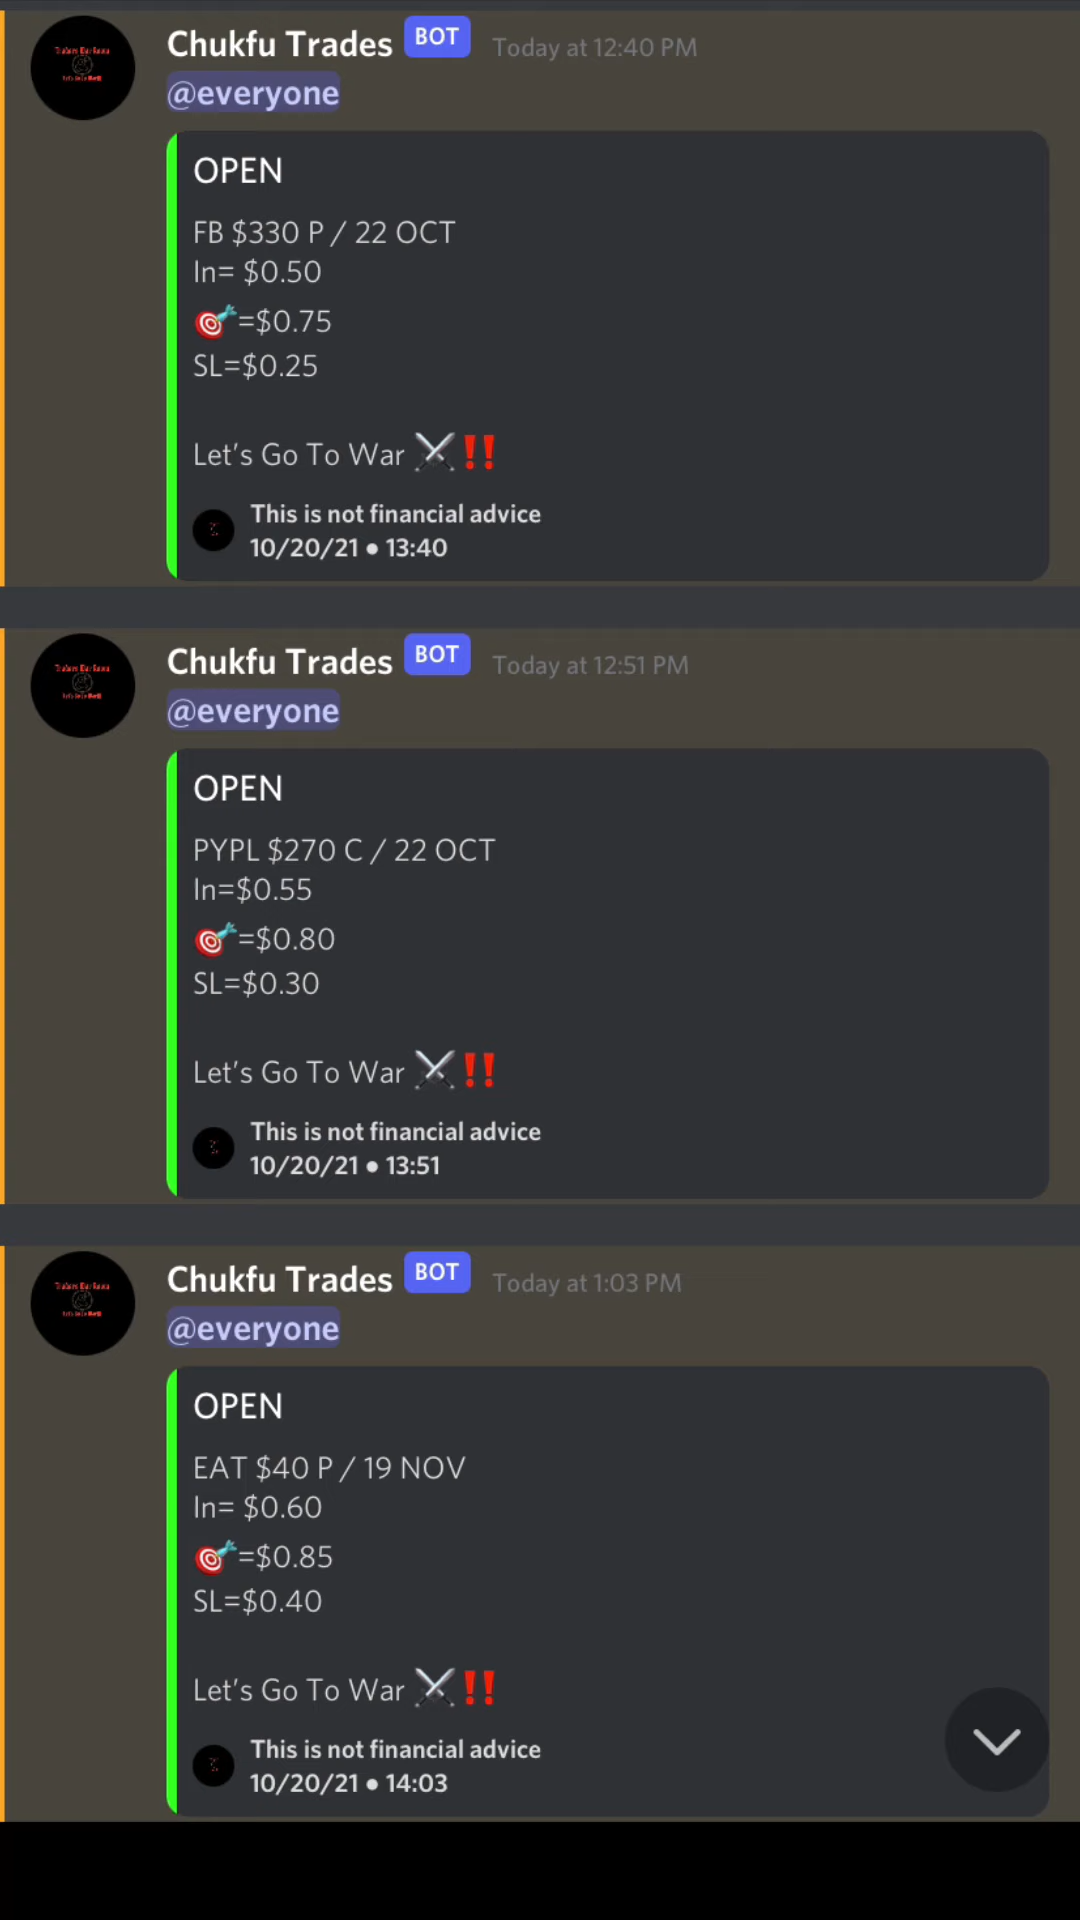 Chukfu Trades BOT Today at 12:40 PM
@everyone
OPEN
FB $330 P / 22 OCT
In= $0.50
🎯=$0.75
SL=$0.25
Let's Go To War ⚔️‼️
This is not financial advice
10/20/21 • 13:40
Chukfu Trades BOT Today at 12:51 PM
@everyone
OPEN
PYPL $270 C / 22 OCT
In=$0.55
🎯=$0.80
SL=$0.30
Let's Go To War ⚔️‼️
This is not financial advice
10/20/21 • 13:51
Chukfu Trades BOT Today at 1:03 PM
@everyone
OPEN
EAT $40 P / 19 NOV
In= $0.60
🎯=$0.85
SL=$0.40
Let's Go To War ⚔️‼️
This is not financial advice
10/20/21 • 14:03